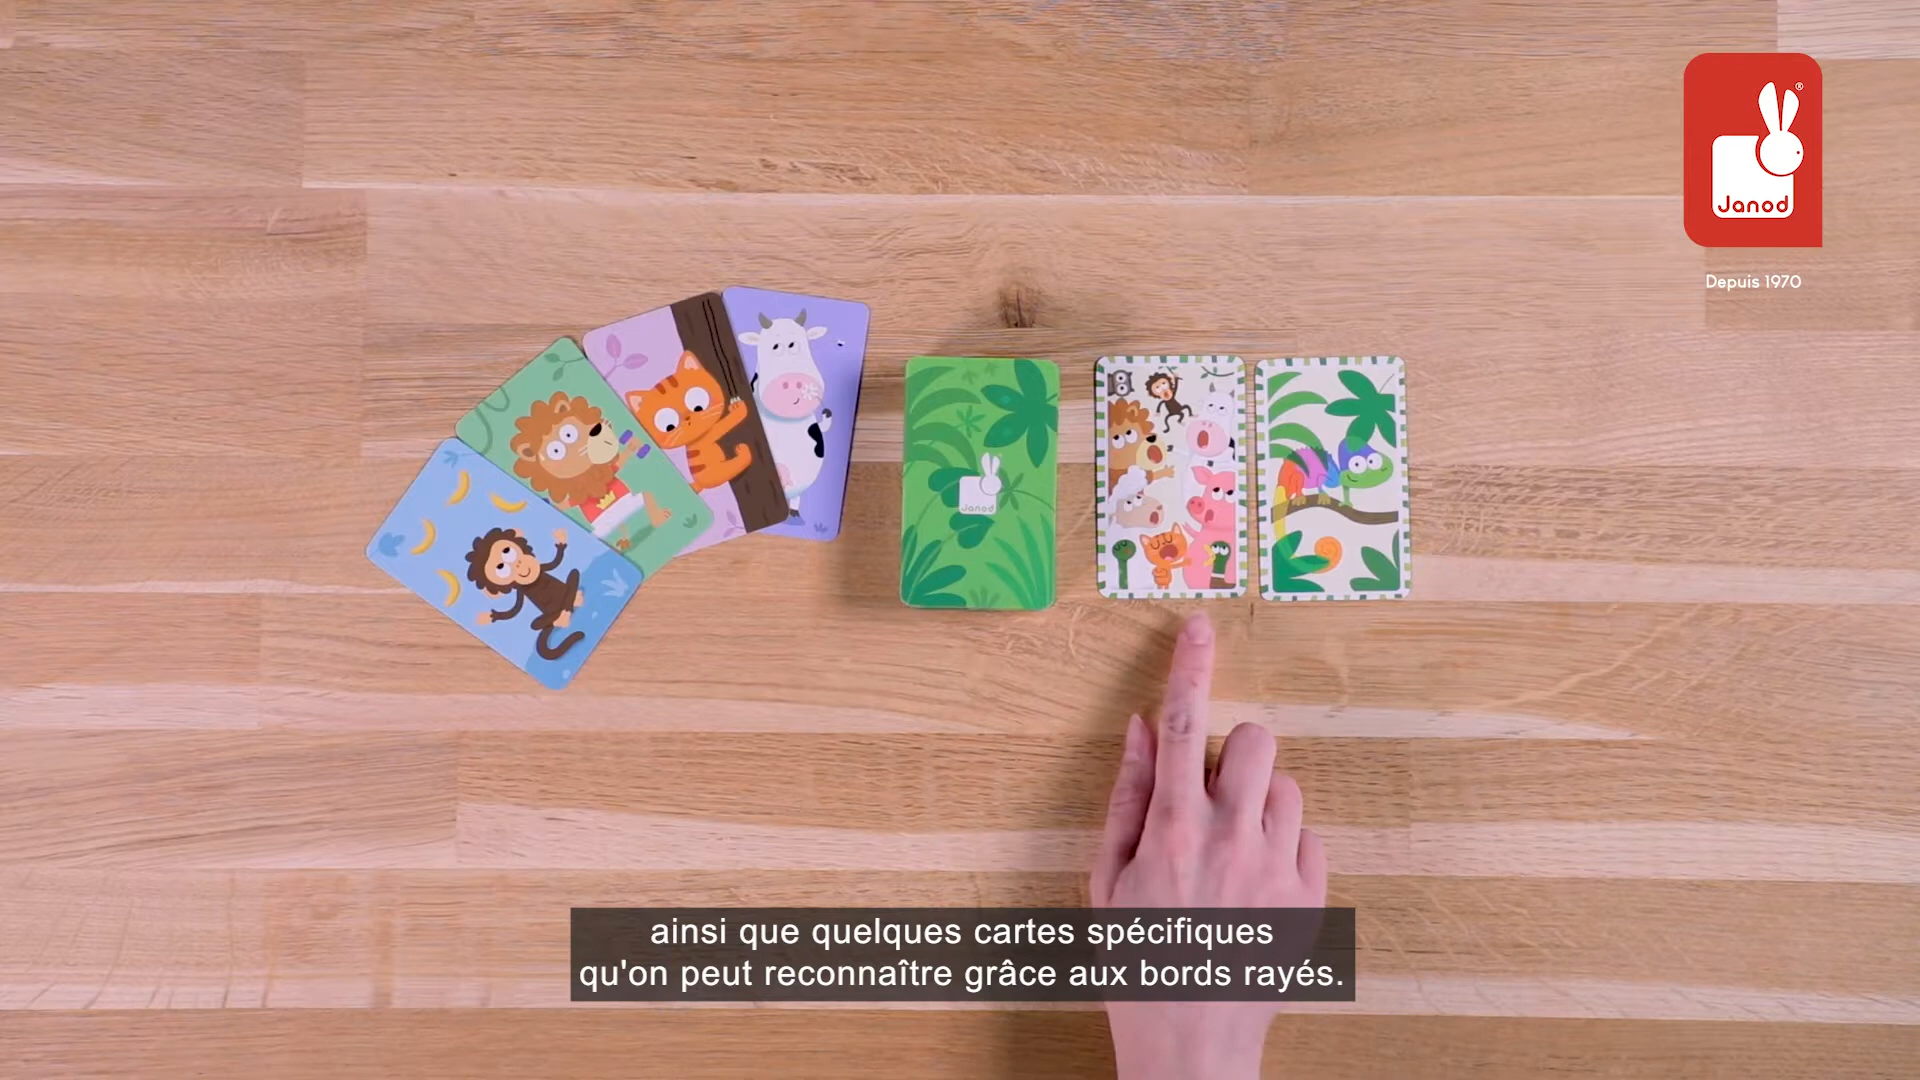 Janod
®
Depuis 1970
Janod
ainsi que quelques cartes spécifiques
qu'on peut reconnaître grâce aux bords rayés.